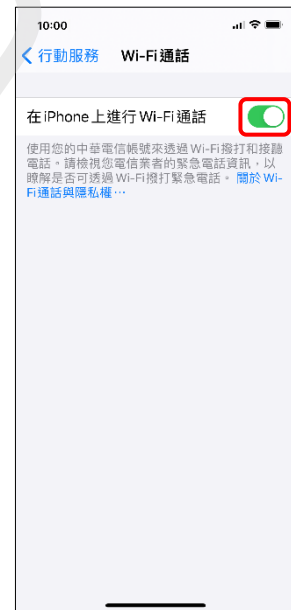 10:00
行動服務 Wi-Fi通話
在iPhone上進行Wi-Fi通話
使用您的中華電信帳號來透過Wi-Fi撥打和接聽
電話。請檢視您電信業者的緊急電話資訊，以
瞭解是否可透過Wi-Fi撥打緊急電話。關於Wi-
Fi通話與隱私權⋯